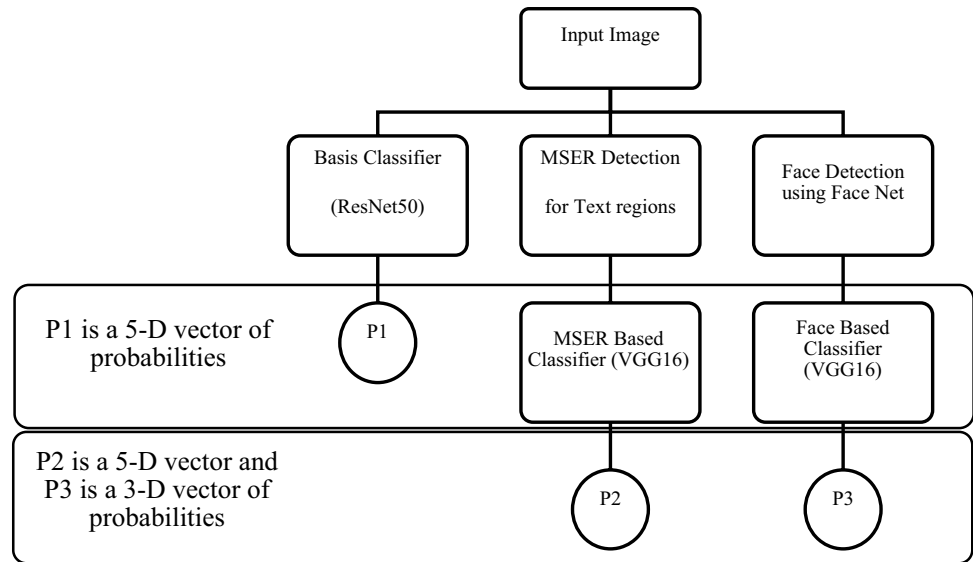 Input Image
Basis Classifier
(ResNet50)
MSER Detection
for Text regions
Face Detection
using Face Net
P1 is a 5-D vector of
probabilities
P1
MSER Based
Classifier (VGG16)
Face Based
Classifier
(VGG16)
P2 is a 5-D vector and
P3 is a 3-D vector of
probabilities
P2
P3